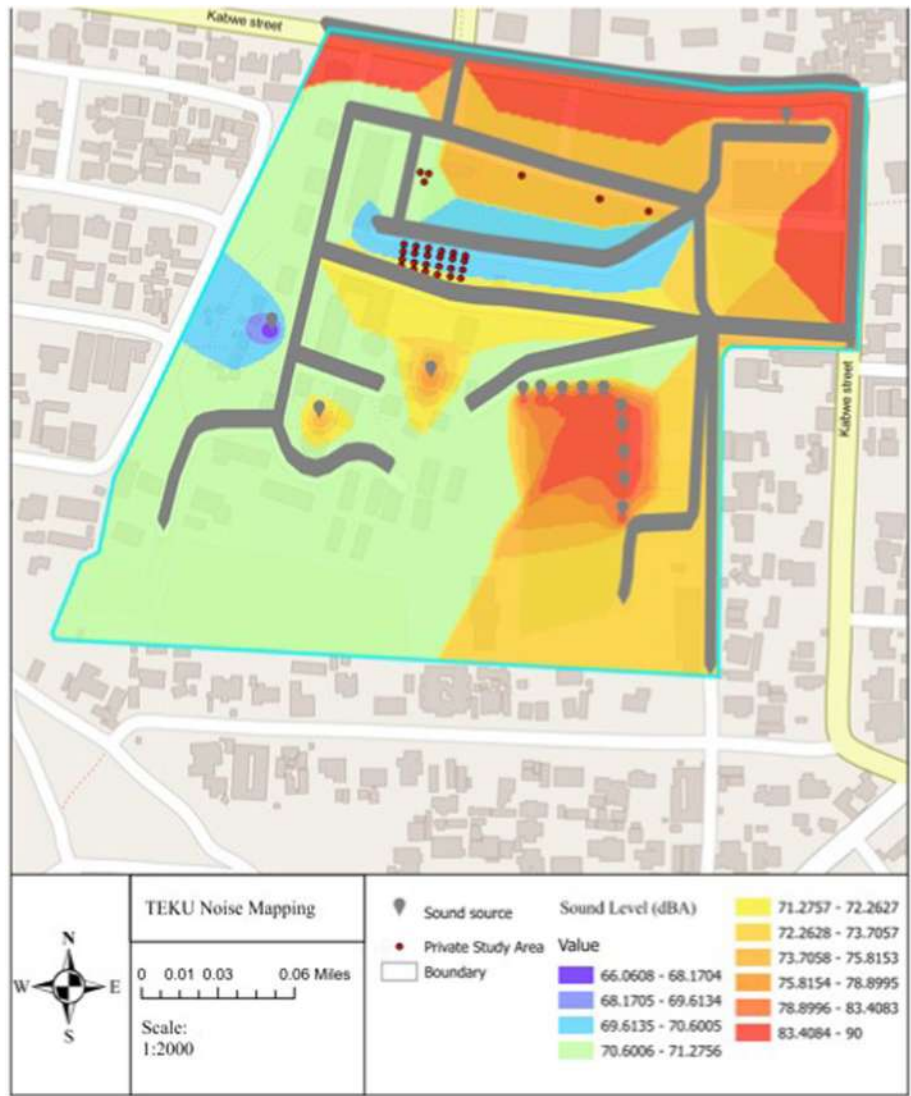 Kabwe street
Kabwe street
TEKU Noise Mapping
N
W
E
S
0 0.01 0.03 0.06 Miles
Scale:
1:2000
Sound source
Private Study Area
Boundary
Sound Level (dBA)
Value
66.0608 - 68.1704
68.1705 - 69.6134
69.6135 - 70.6005
70.6006 - 71.2756
71.2757 - 72.2627
72.2628 - 73.7057
73.7058 - 75.8153
75.8154 - 78.8995
78.8996 - 83.4083
83.4084 - 90